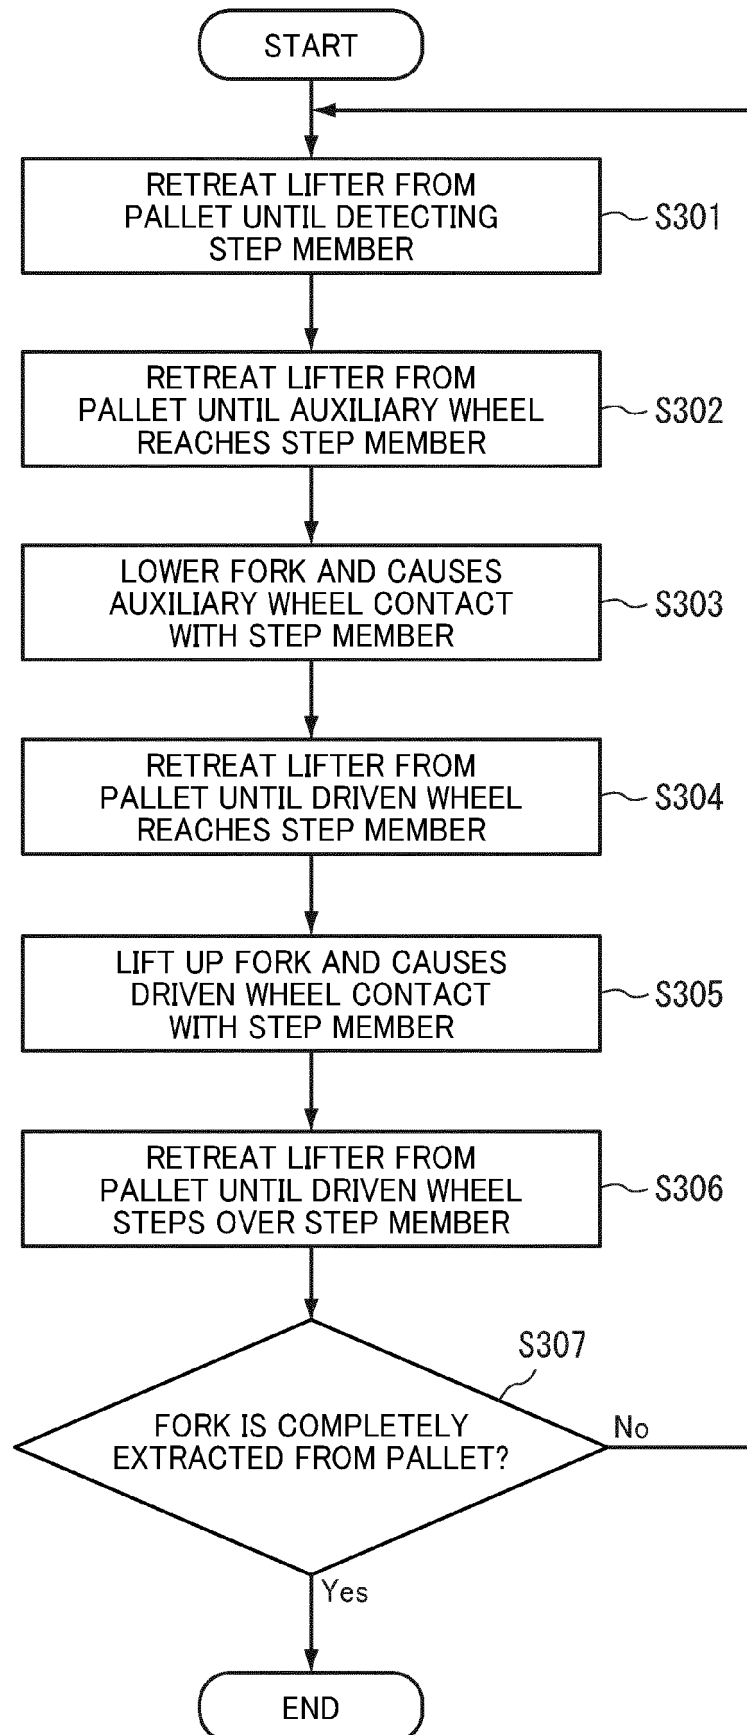 START
RETREAT LIFTER FROM
PALLET UNTIL DETECTING
STEP MEMBER
S301
RETREAT LIFTER FROM
PALLET UNTIL AUXILIARY WHEEL
REACHES STEP MEMBER
S302
LOWER FORK AND CAUSES
AUXILIARY WHEEL CONTACT
WITH STEP MEMBER
S303
RETREAT LIFTER FROM
PALLET UNTIL DRIVEN WHEEL
REACHES STEP MEMBER
S304
LIFT UP FORK AND CAUSES
DRIVEN WHEEL CONTACT
WITH STEP MEMBER
S305
RETREAT LIFTER FROM
PALLET UNTIL DRIVEN WHEEL
STEPS OVER STEP MEMBER
S306
S307
FORK IS COMPLETELY
EXTRACTED FROM PALLET?
No
Yes
END